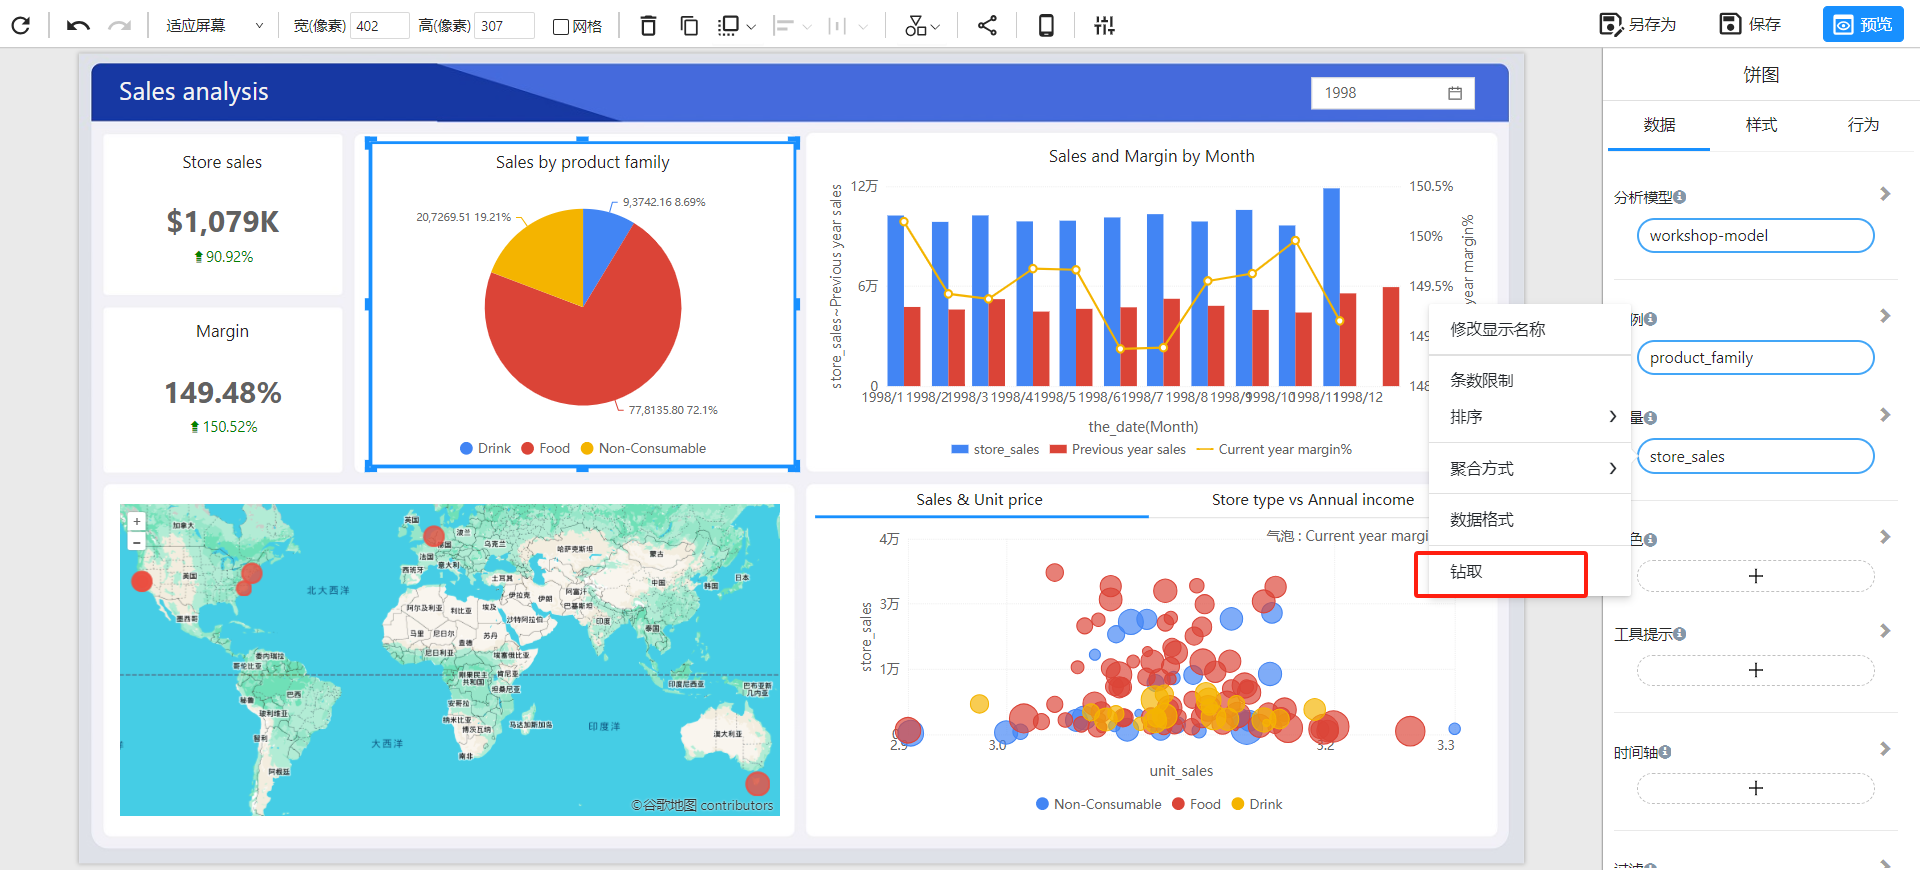 适应屏幕
宽(像素) 402
高(像素) 307
网格
另存为
保存
预览
Sales analysis
1998
Store sales
$1,079K
90.92%
Margin
149.48%
150.52%
Sales by product family
9,3742.16 8.69%
20,7269.51 19.21%
77,8135.80 72.1%
Drink
Food
Non-Consumable
Sales and Margin by Month
store_sales~Previous year sales
12万
6万
0
150.5%
150%
149.5%
149
148
year margin%
1998/1
1998/2
1998/3
1998/4
1998/5
1998/6
1998/7
1998/8
1998/9
1998/10
1998/11
1998/12
the_date(Month)
store_sales
Previous year sales
Current year margin%
+
−
加拿大
美国
墨西哥
北大西洋
英国
法国
西班牙
波兰
乌克兰
意大利
土耳其
哈萨克斯坦
蒙古
中国
韩国
日本
伊拉克
伊朗
阿富汗
巴基斯坦
沙特阿拉伯
印度
泰国
阿尔及利亚
利比亚
埃及
马里
尼日尔
乍得
苏丹
尼日利亚
埃塞俄比亚
刚果民主
共和国
肯尼亚
坦桑尼亚
安哥拉
纳米比亚
博茨瓦纳
马达加斯加岛
南非
委内瑞拉
哥伦比亚
巴西
秘鲁
玻利维亚
智利
阿根廷
大西洋
印度洋
印度尼西亚
巴布亚新
几内亚
澳大利亚
©谷歌地图 contributors
Sales & Unit price
Store type vs Annual income
气泡 : Current year margi
store_sales
4万
3万
1万
0
2.9
3.0
3.2
3.3
unit_sales
Non-Consumable
Food
Drink
修改显示名称
条数限制
排序
聚合方式
数据格式
钻取
饼图
数据
样式
行为
分析模型
workshop-model
例
product_family
量
store_sales
色
+
工具提示
+
时间轴
+
过滤